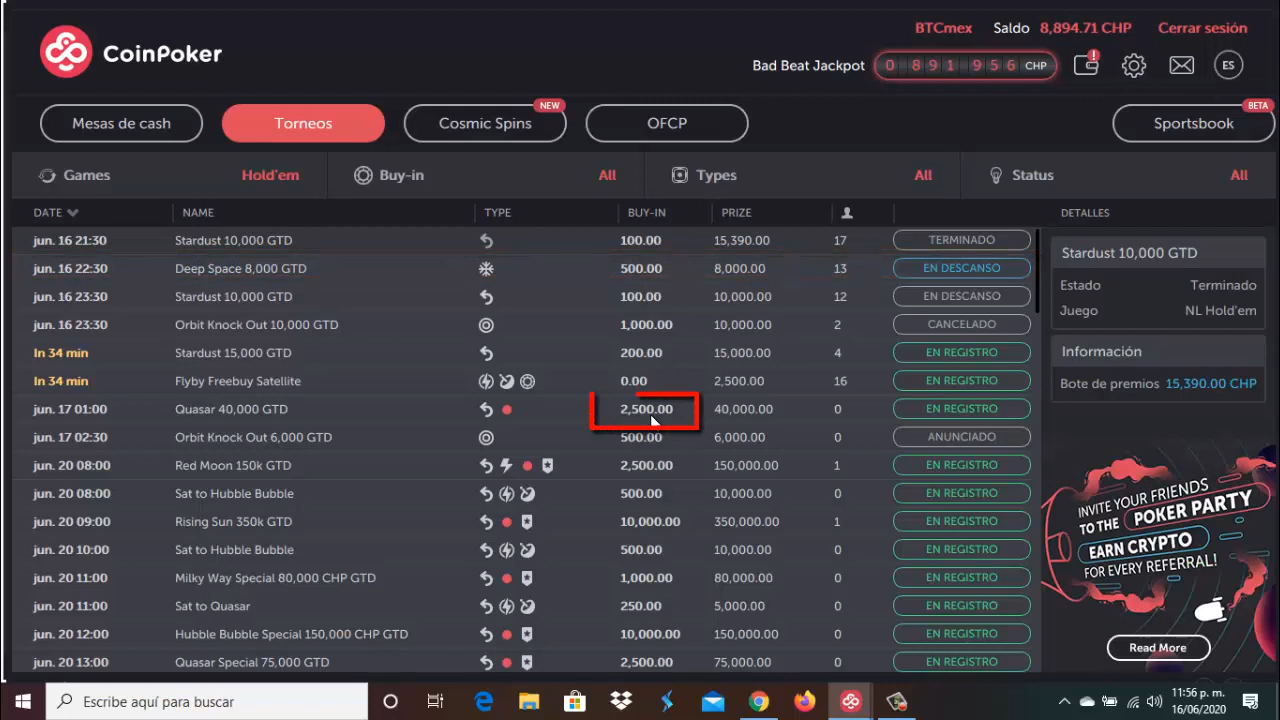 BTCmex Saldo 8,894.71 CHP Cerrar sesión
CoinPoker
Bad Beat Jackpot 0 8 9 1 9 5 6 CHP ! ES
Mesas de cash Torneos Cosmic Spins NEW OFCP Sportsbook BETA
Games Hold'em Buy-in All Types All Status All
DATE NAME TYPE BUY-IN PRIZE DETALLES
jun. 16 21:30 Stardust 10,000 GTD 100.00 15,390.00 17 TERMINADO
jun. 16 22:30 Deep Space 8,000 GTD 500.00 8,000.00 13 EN DESCANSO
jun. 16 23:30 Stardust 10,000 GTD 100.00 10,000.00 12 EN DESCANSO
jun. 16 23:30 Orbit Knock Out 10,000 GTD 1,000.00 10,000.00 2 CANCELADO
In 34 min Stardust 15,000 GTD 200.00 15,000.00 4 EN REGISTRO
In 34 min Flyby Freebuy Satellite 0.00 2,500.00 16 EN REGISTRO
jun. 17 01:00 Quasar 40,000 GTD 2,500.00 40,000.00 0 EN REGISTRO
jun. 17 02:30 Orbit Knock Out 6,000 GTD 500.00 6,000.00 0 ANUNCIADO
jun. 20 08:00 Red Moon 150k GTD 2,500.00 150,000.00 1 EN REGISTRO
jun. 20 08:00 Sat to Hubble Bubble 500.00 10,000.00 0 EN REGISTRO
jun. 20 09:00 Rising Sun 350k GTD 10,000.00 350,000.00 1 EN REGISTRO
jun. 20 10:00 Sat to Hubble Bubble 500.00 10,000.00 0 EN REGISTRO
jun. 20 11:00 Milky Way Special 80,000 CHP GTD 1,000.00 80,000.00 0 EN REGISTRO
jun. 20 11:00 Sat to Quasar 250.00 5,000.00 0 EN REGISTRO
jun. 20 12:00 Hubble Bubble Special 150,000 CHP GTD 10,000.00 150,000.00 0 EN REGISTRO
jun. 20 13:00 Quasar Special 75,000 GTD 2,500.00 75,000.00 0 EN REGISTRO
Stardust 10,000 GTD
Estado Terminado
Juego NL Hold'em
Información
Bote de premios 15,390.00 CHP
INVITE YOUR FRIENDS
TO THE POKER PARTY
EARN CRYPTO
FOR EVERY REFERRAL!
Read More
Escribe aquí para buscar
11:56 p. m.
16/06/2020